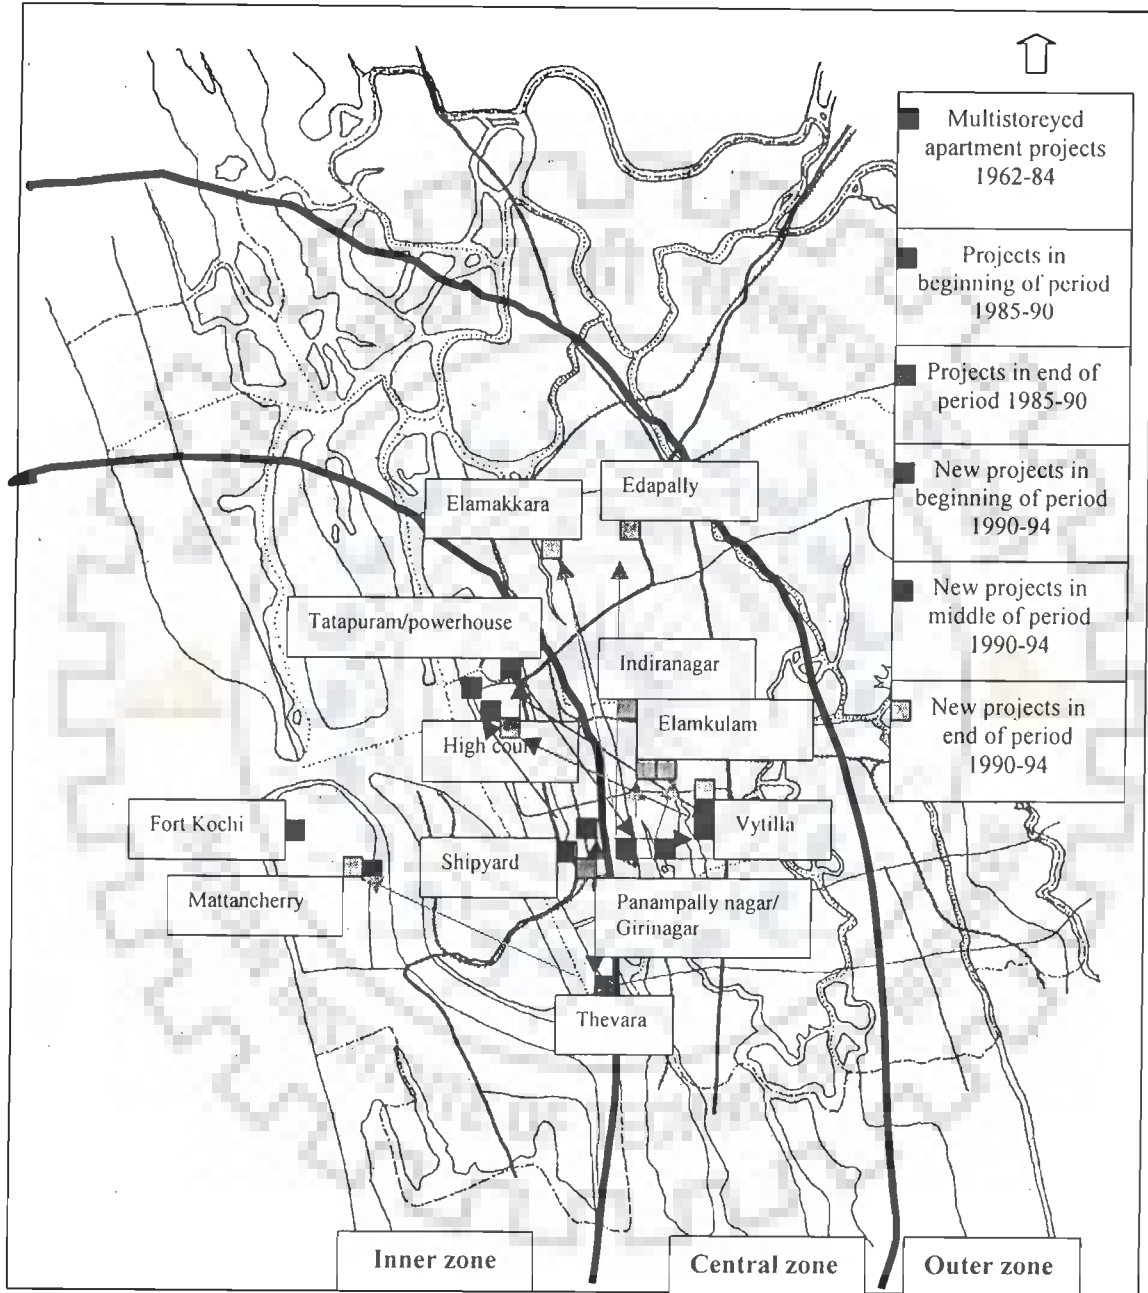 Multistoreyed
apartment projects
1962-84
Projects in
beginning of period
1985-90
Projects in end of
period 1985-90
New projects in
beginning of period
1990-94
New projects in
middle of period
1990-94
New projects in
end of period
1990-94
Edapally
Elamakkara
Tatapuram/powerhouse
Indiranagar
Elamkulam
High cour
Fort Kochi
Vytilla
Shipyard
Mattancherry
Panampally nagar/
Girinagar
Thevara
Inner zone
Central zone
Outer zone